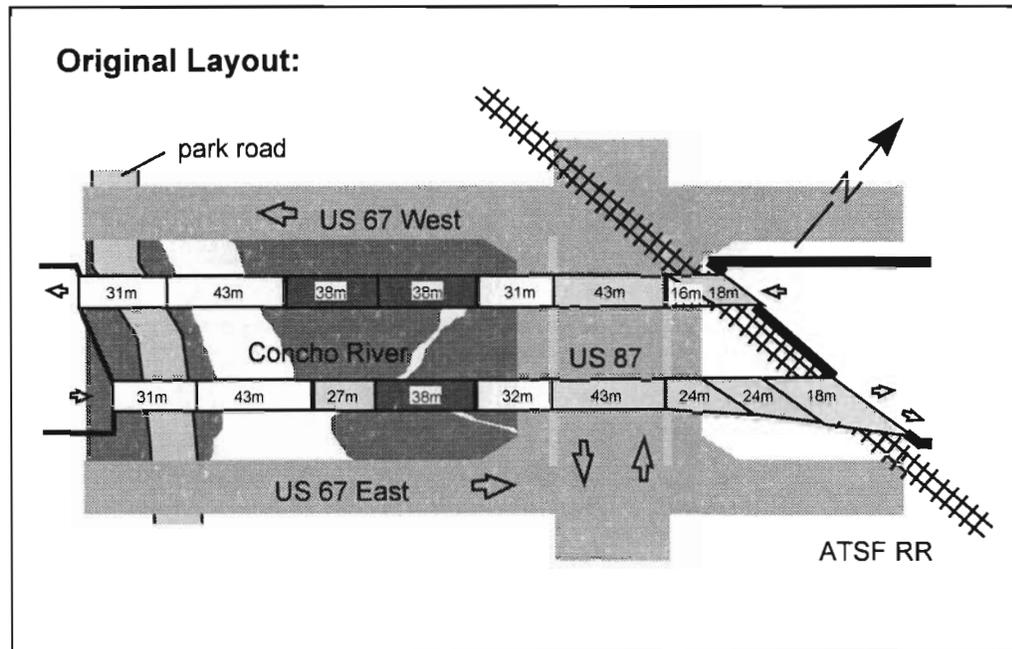 Original Layout:
park road
N
US 67 West
31m 43m 38m 38m 31m 43m 16m 18m
Concho River
US 87
31m 43m 27m 38m 32m 43m 24m 24m 18m
US 67 East
ATSF RR